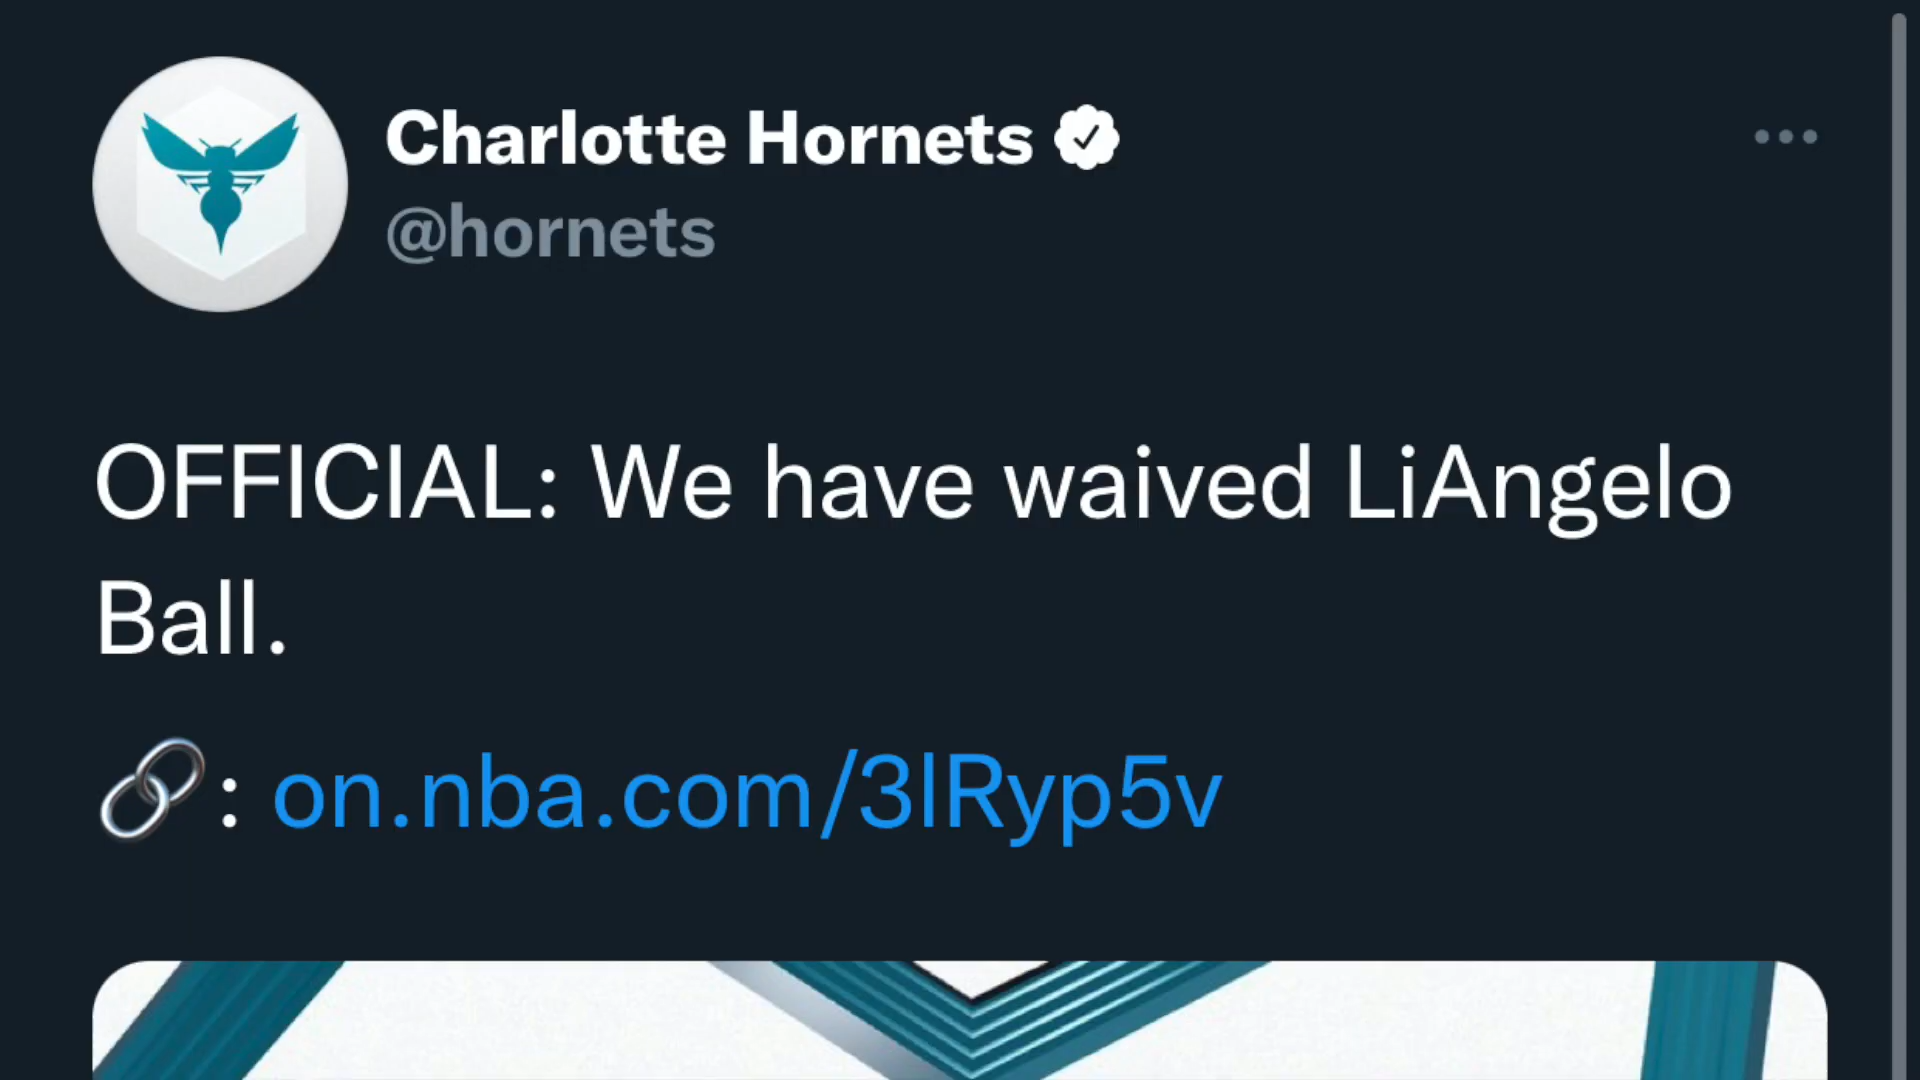 Charlotte Hornets
@hornets
OFFICIAL: We have waived LiAngelo
Ball.
🔗: on.nba.com/3lRyp5v